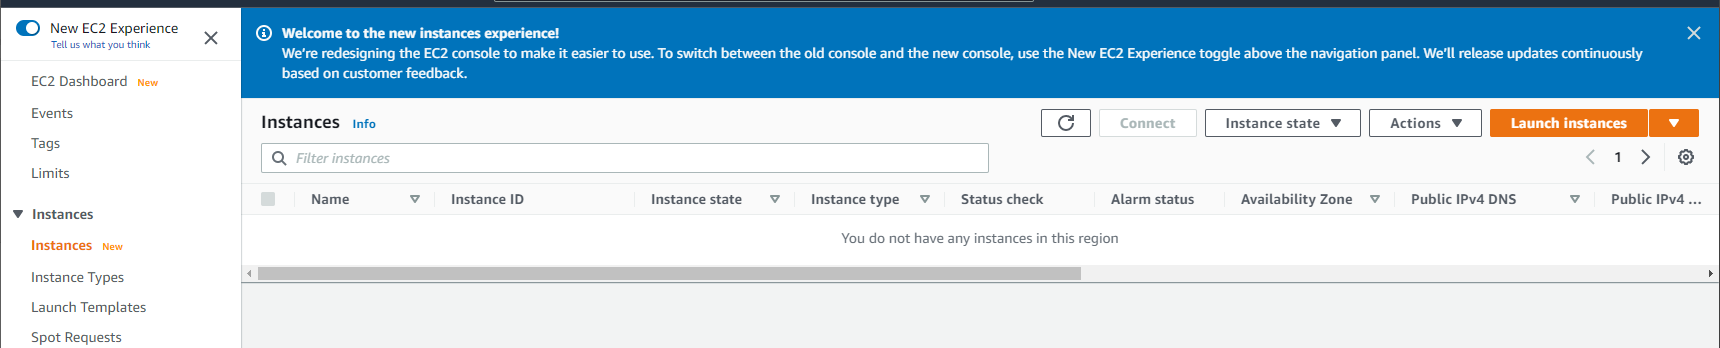 New EC2 Experience
Tell us what you think
EC2 Dashboard New
Events
Tags
Limits
Instances
Instances New
Instance Types
Launch Templates
Spot Requests
Welcome to the new instances experience!
We're redesigning the EC2 console to make it easier to use. To switch between the old console and the new console, use the New EC2 Experience toggle above the navigation panel. We'll release updates continuously
based on customer feedback.
Instances Info
Connect Instance state Actions Launch instances
Filter instances
1
Name Instance ID Instance state Instance type Status check Alarm status Availability Zone Public IPv4 DNS Public IPv4 ...
You do not have any instances in this region